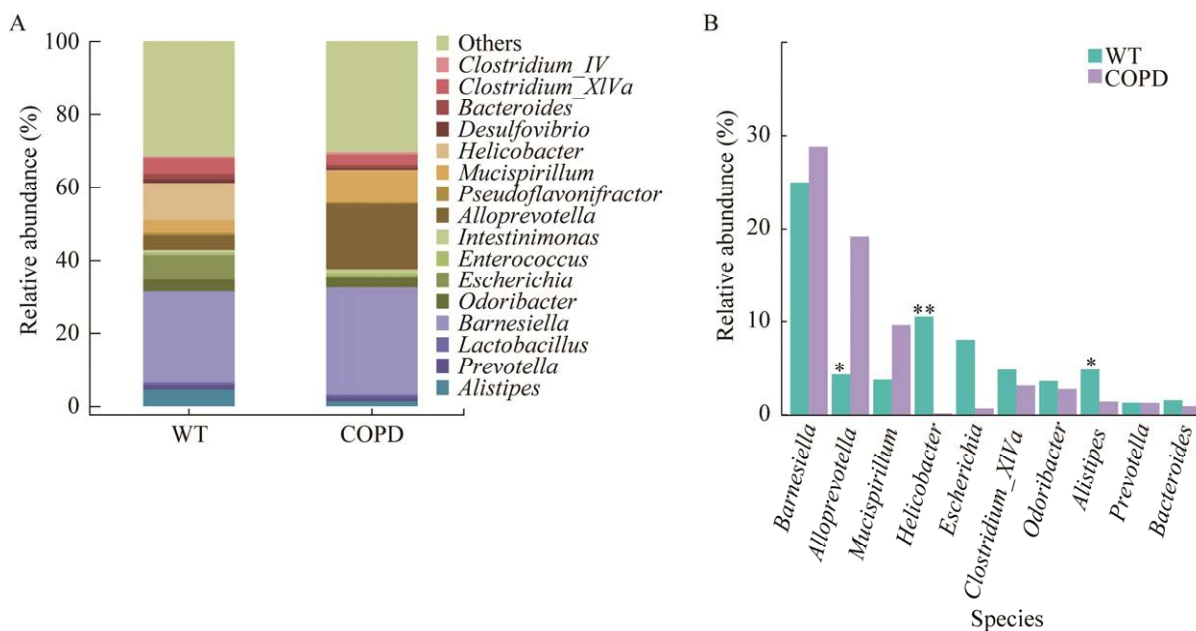 A
Relative abundance (%)
100
80
60
40
20
0
WT
COPD
Others
Clostridium_IV
Clostridium_XlVa
Bacteroides
Desulfovibrio
Helicobacter
Mucispirillum
Pseudoflavonifractor
Alloprevotella
Intestinimonas
Enterococcus
Escherichia
Odoribacter
Barnesiella
Lactobacillus
Prevotella
Alistipes
B
WT
COPD
Relative abundunce (%)
30
20
10
0
*
**
*
Barnesiella
Alloprevotella
Mucispirillum
Helicobacter
Escherichia
Clostridium_XlVa
Odoribacter
Alistipes
Prevotella
Bacteroides
Species